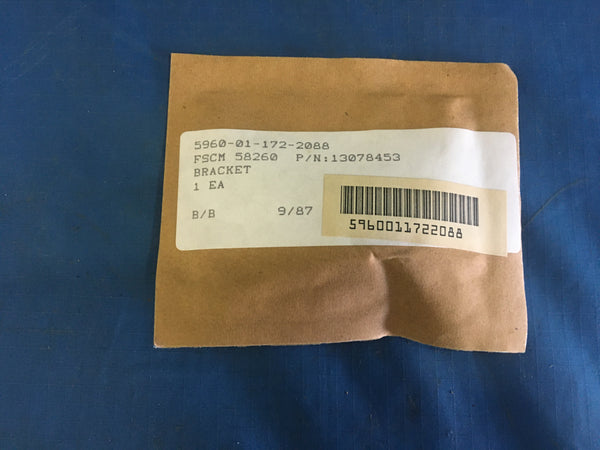 5960-01-172-2088
FSCM 58260 P/N:13078453
BRACKET
1 EA
B/B 9/87
5960011722088